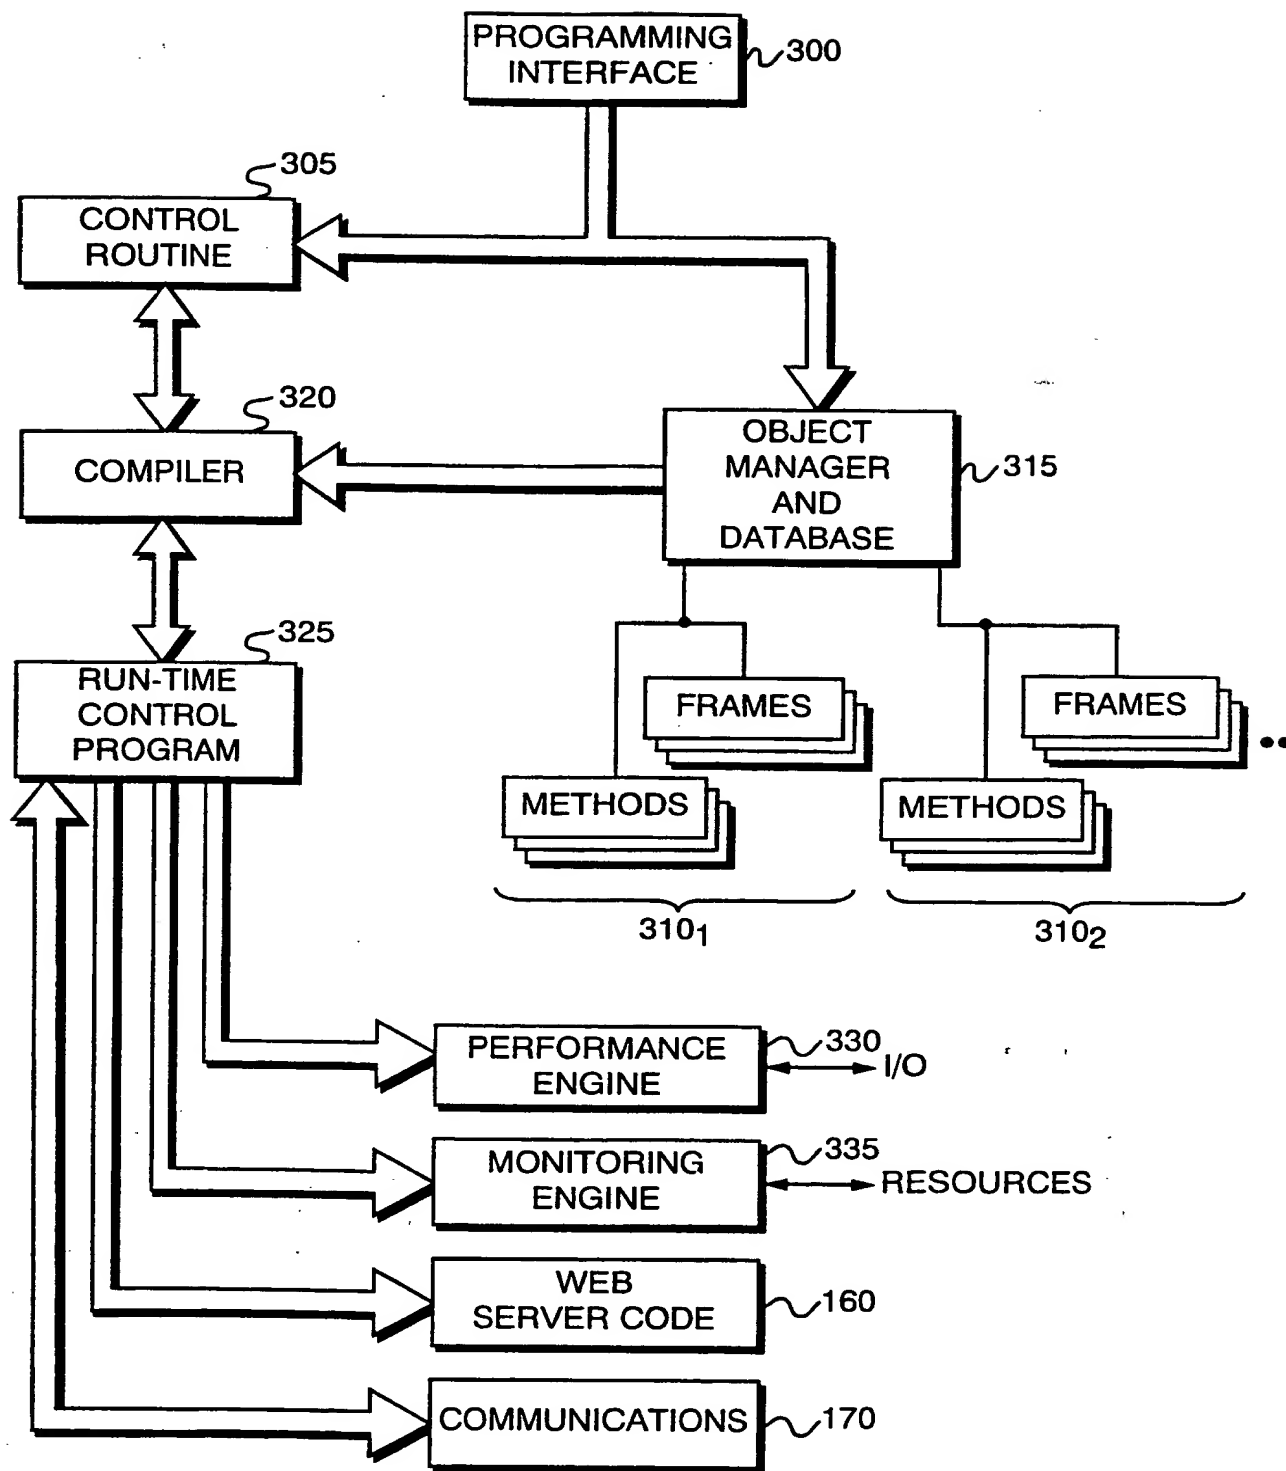 PROGRAMMING
INTERFACE
300
305
CONTROL
ROUTINE
320
COMPILER
OBJECT
MANAGER
AND
DATABASE
315
325
RUN-TIME
CONTROL
PROGRAM
FRAMES
FRAMES
METHODS
METHODS
310₁
310₂
PERFORMANCE
ENGINE
330
I/O
MONITORING
ENGINE
335
RESOURCES
WEB
SERVER CODE
160
COMMUNICATIONS
170